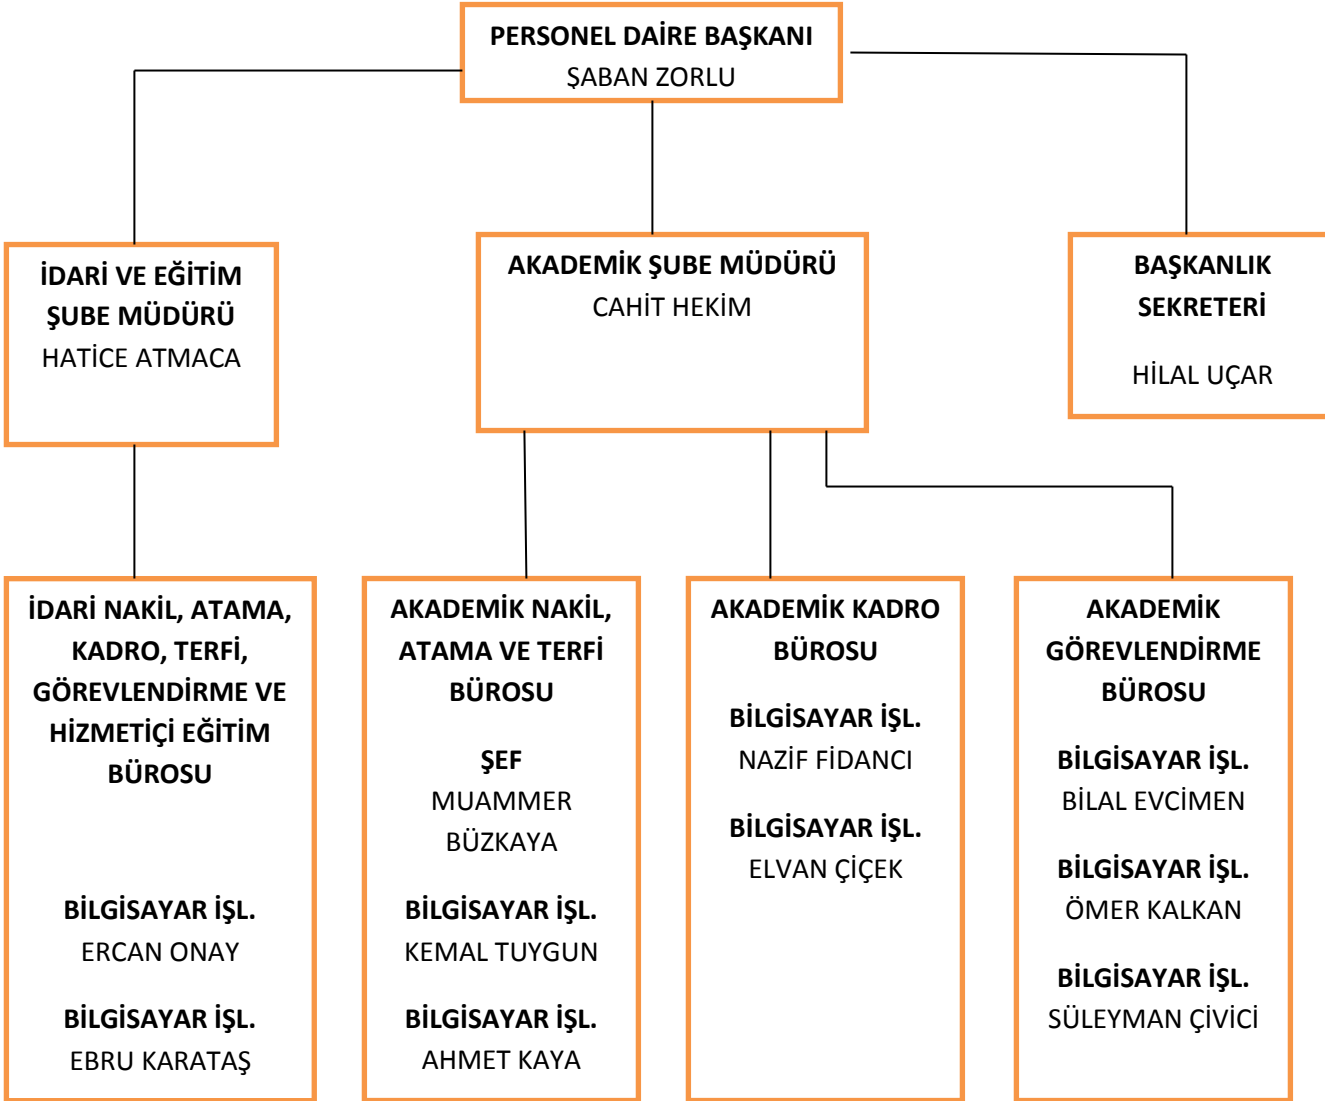 PERSONEL DAİRE BAŞKANI
ŞABAN ZORLU
İDARİ VE EĞİTİM
ŞUBE MÜDÜRÜ
HATİCE ATMACA
AKADEMİK ŞUBE MÜDÜRÜ
CAHİT HEKİM
BAŞKANLIK
SEKRETERİ
HİLAL UÇAR
İDARİ NAKİL, ATAMA,
KADRO, TERFİ,
GÖREVLENDİRME VE
HİZMETİÇİ EĞİTİM
BÜROSU
BİLGİSAYAR İŞL.
ERCAN ONAY
BİLGİSAYAR İŞL.
EBRU KARATAŞ
AKADEMİK NAKİL,
ATAMA VE TERFİ
BÜROSU
ŞEF
MUAMMER
BÜZKAYA
BİLGİSAYAR İŞL.
KEMAL TUYGUN
BİLGİSAYAR İŞL.
AHMET KAYA
AKADEMİK KADRO
BÜROSU
BİLGİSAYAR İŞL.
NAZİF FİDANCI
BİLGİSAYAR İŞL.
ELVAN ÇİÇEK
AKADEMİK
GÖREVLENDİRME
BÜROSU
BİLGİSAYAR İŞL.
BİLAL EVCİMEN
BİLGİSAYAR İŞL.
ÖMER KALKAN
BİLGİSAYAR İŞL.
SÜLEYMAN ÇİVİCİ